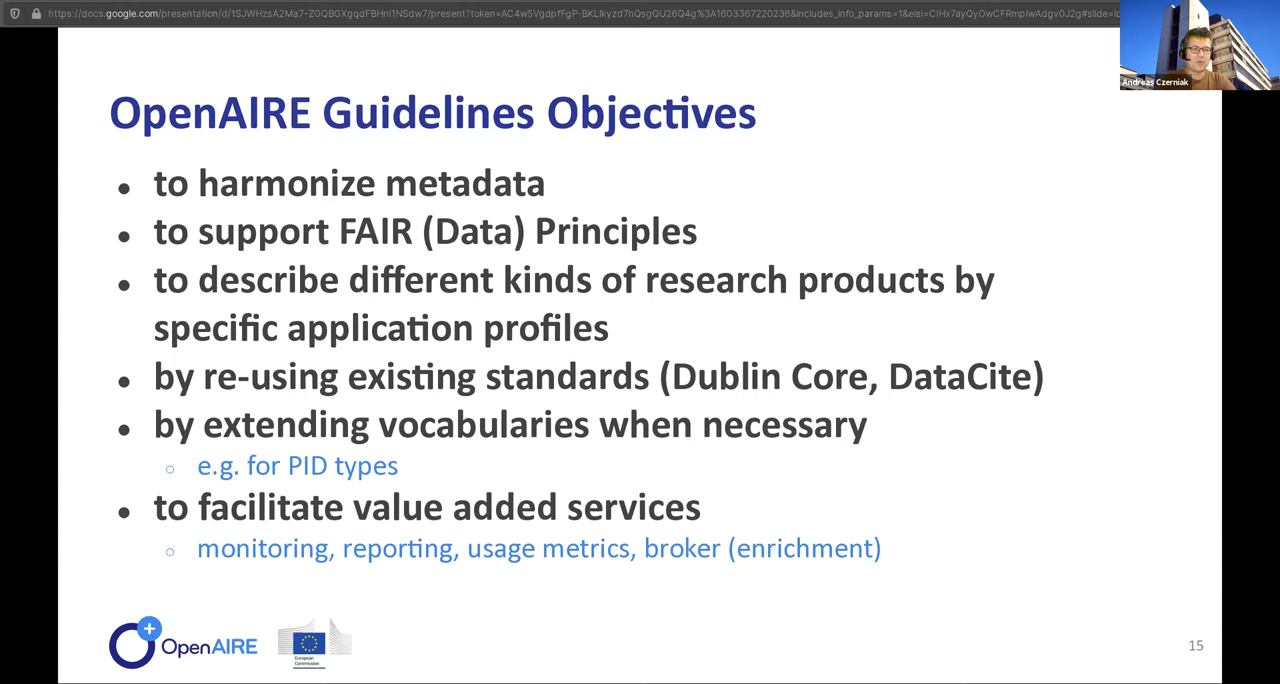 Andreas Czerniak
OpenAIRE Guidelines Objectives
● to harmonize metadata
● to support FAIR (Data) Principles
● to describe different kinds of research products by
specific application profiles
● by re-using existing standards (Dublin Core, DataCite)
● by extending vocabularies when necessary
○ e.g. for PID types
● to facilitate value added services
○ monitoring, reporting, usage metrics, broker (enrichment)
OpenAIRE
European
Commission
15